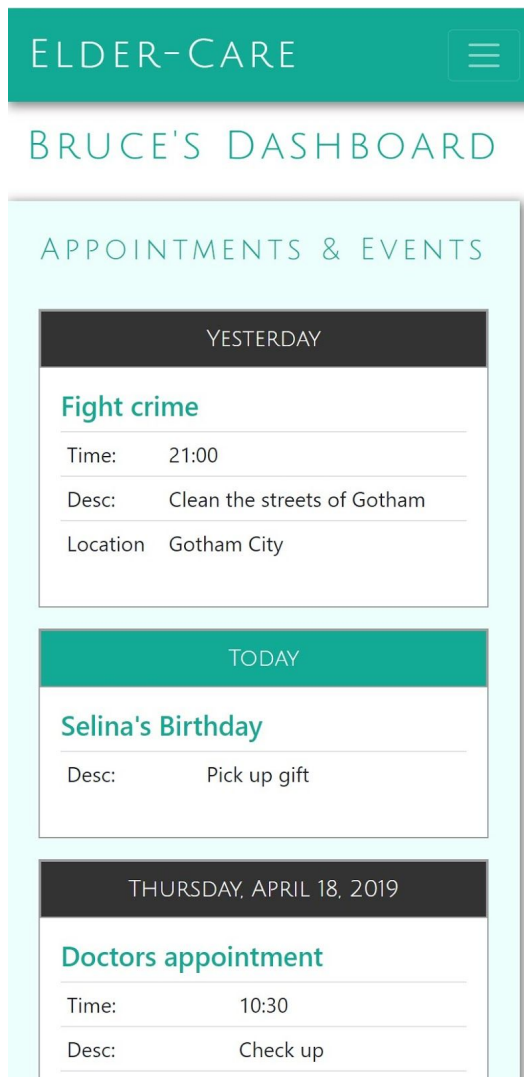 Elder-Care
Bruce's Dashboard
Appointments & Events
Yesterday
Fight crime
Time: 21:00
Desc: Clean the streets of Gotham
Location Gotham City
Today
Selina's Birthday
Desc: Pick up gift
Thursday, April 18, 2019
Doctors appointment
Time: 10:30
Desc: Check up